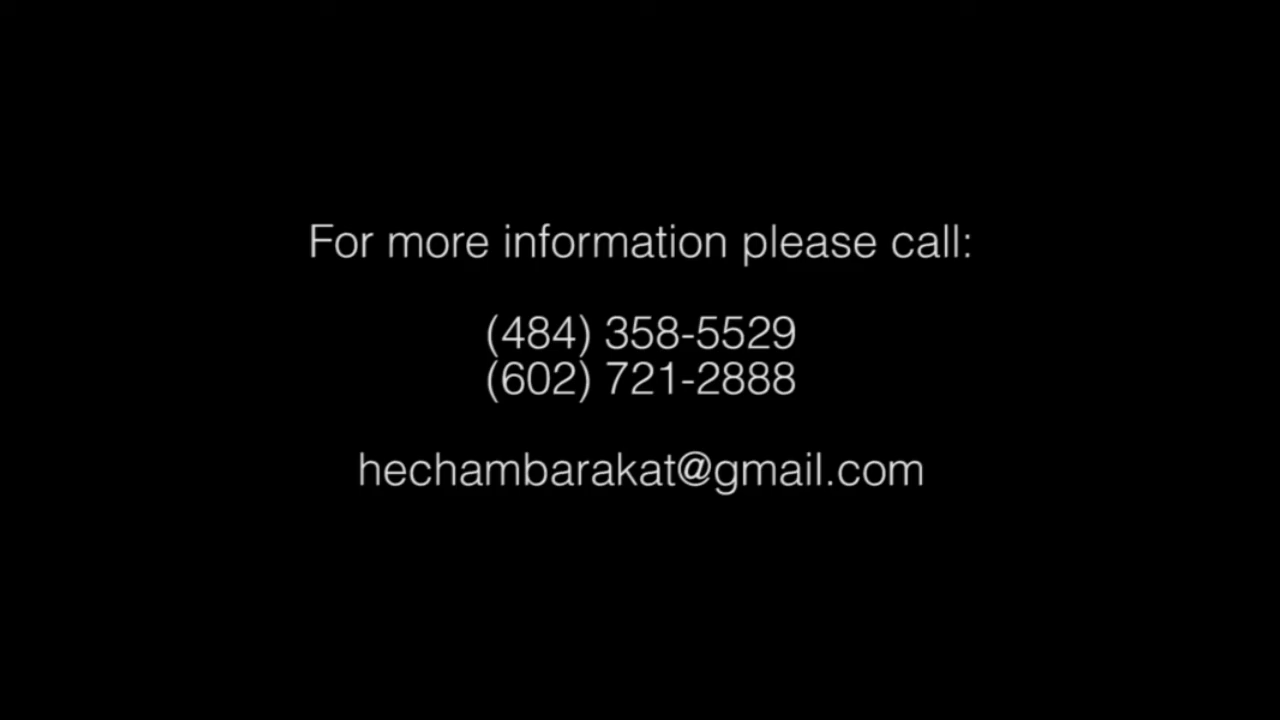 For more information please call:
(484) 358-5529
(602) 721-2888
hechambarakat@gmail.com